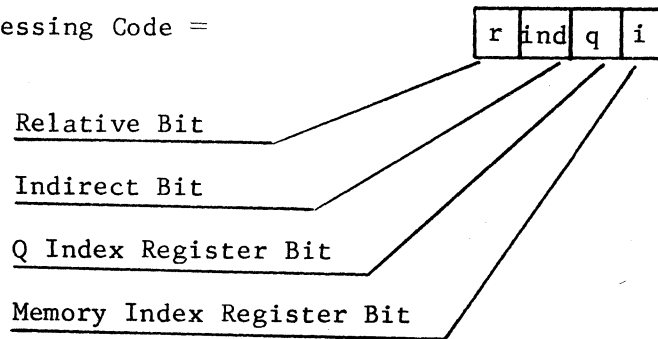 essing Code =
r ind q i
Relative Bit
Indirect Bit
Q Index Register Bit
Memory Index Register Bit